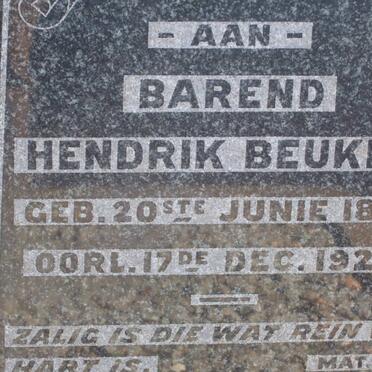 - AAN -
BAREND
HENDRIK BEUK
GEB. 20STE JUNIE 18
OORL. 17DE DEC. 192
ZALIG IS DIE WAT REIN
HART IS. MAT.